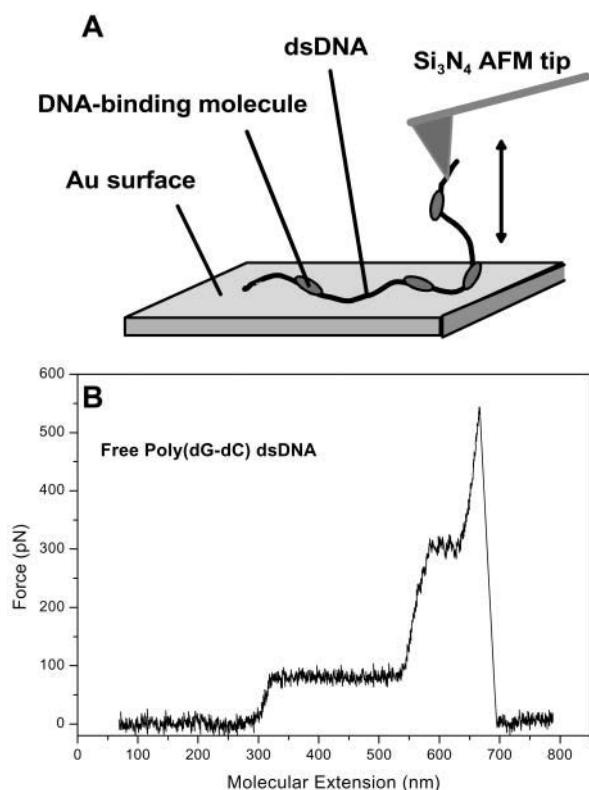 A
dsDNA
Si₃N₄ AFM tip
DNA-binding molecule
Au surface
B
Free Poly(dG-dC) dsDNA
Force (pN)
600
500
400
300
200
100
0
0 100 200 300 400 500 600 700 800
Molecular Extension (nm)